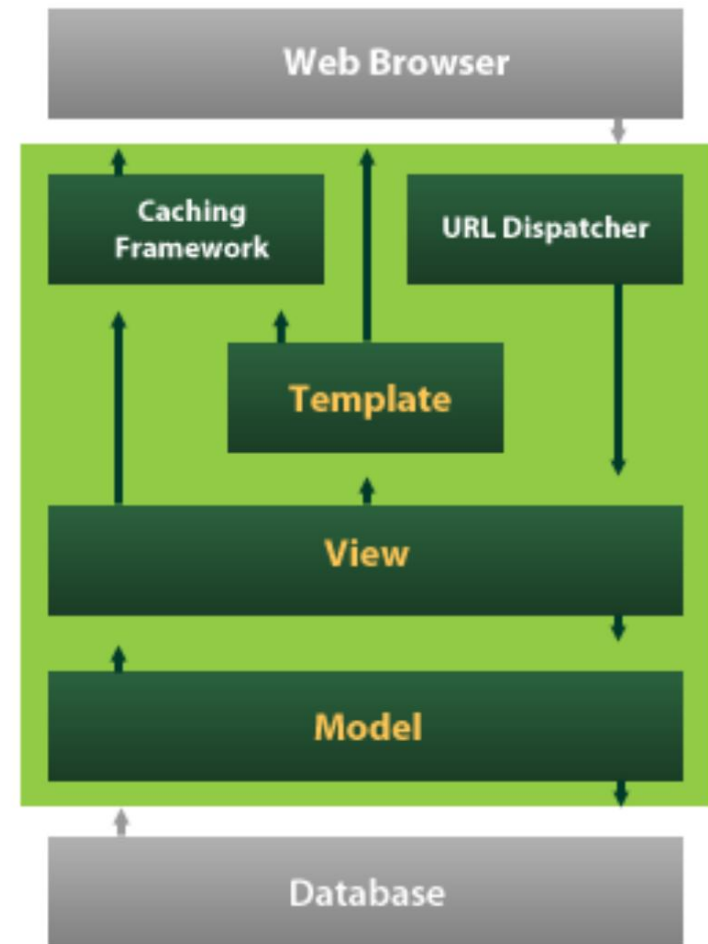 Web Browser
Caching
Framework
URL Dispatcher
Template
View
Model
Database